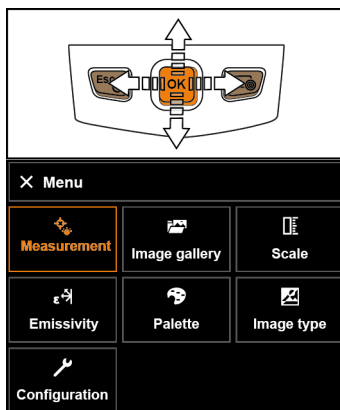 Esc
OK
Menu
Measurement
Image gallery
Scale
ε
Emissivity
Palette
Image type
Configuration